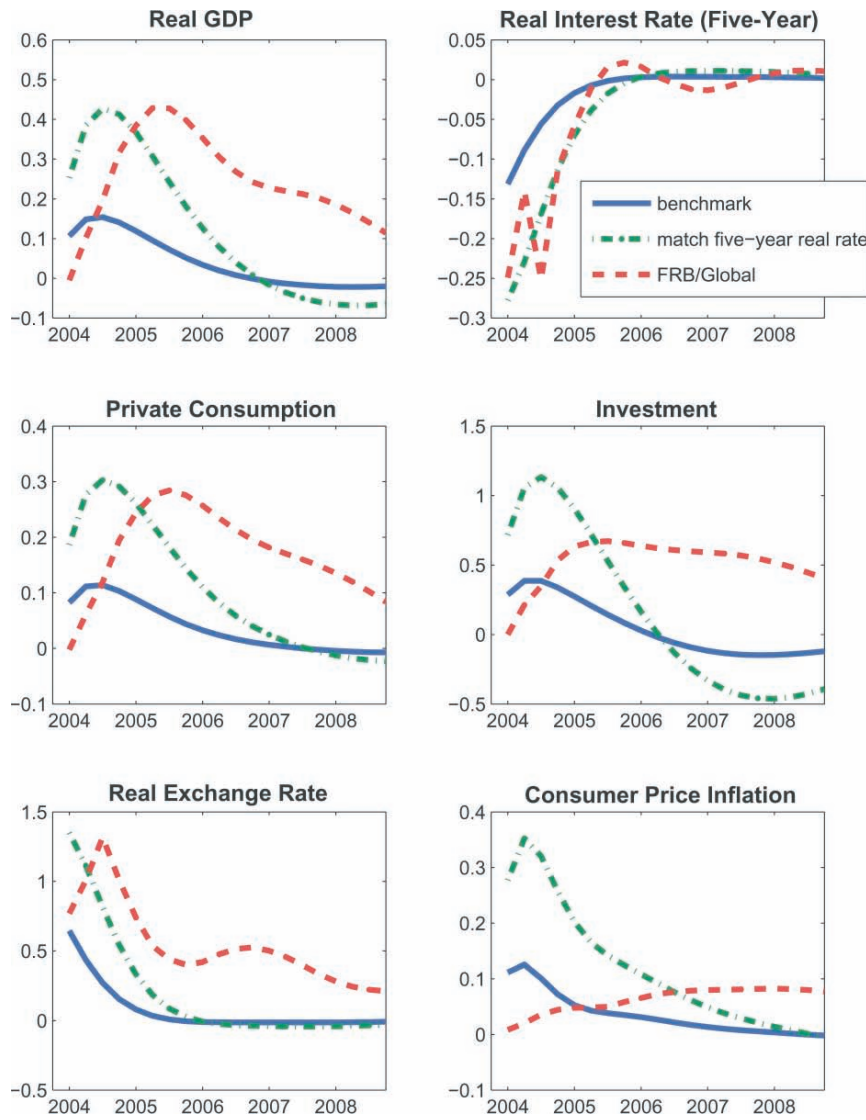 Real GDP
0.6
0.5
0.4
0.3
0.2
0.1
0
−0.1
2004 2005 2006 2007 2008
Real Interest Rate (Five-Year)
0.05
0
−0.05
−0.1
−0.15
−0.2
−0.25
−0.3
2004 2005 2006 2007 2008
benchmark
match five−year real rate
FRB/Global
Private Consumption
0.4
0.3
0.2
0.1
0
−0.1
2004 2005 2006 2007 2008
Investment
1.5
1
0.5
0
−0.5
2004 2005 2006 2007 2008
Real Exchange Rate
1.5
1
0.5
0
−0.5
2004 2005 2006 2007 2008
Consumer Price Inflation
0.4
0.3
0.2
0.1
0
−0.1
2004 2005 2006 2007 2008